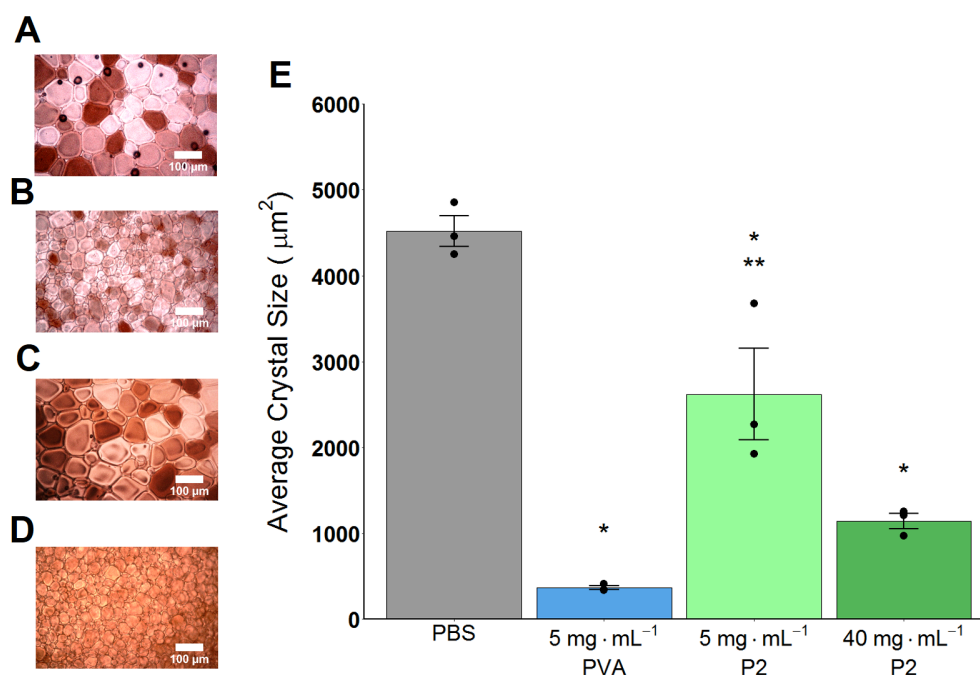 A
100 µm
B
100 µm
C
100 µm
D
100 µm
E
Average Crystal Size ( µm²)
6000
5000
4000
3000
2000
1000
0
*
*
**
*
PBS
5 mg · mL⁻¹
PVA
5 mg · mL⁻¹
P2
40 mg · mL⁻¹
P2